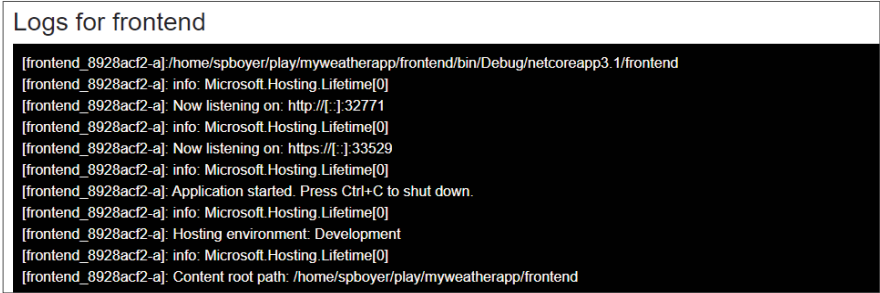 Logs for frontend
[frontend_8928acf2-a]:/home/spboyer/play/myweatherapp/frontend/bin/Debug/netcoreapp3.1/frontend
[frontend_8928acf2-a]: info: Microsoft.Hosting.Lifetime[0]
[frontend_8928acf2-a]: Now listening on: http://[::]:32771
[frontend_8928acf2-a]: info: Microsoft.Hosting.Lifetime[0]
[frontend_8928acf2-a]: Now listening on: https://[::]:33529
[frontend_8928acf2-a]: info: Microsoft.Hosting.Lifetime[0]
[frontend_8928acf2-a]: Application started. Press Ctrl+C to shut down.
[frontend_8928acf2-a]: info: Microsoft.Hosting.Lifetime[0]
[frontend_8928acf2-a]: Hosting environment: Development
[frontend_8928acf2-a]: info: Microsoft.Hosting.Lifetime[0]
[frontend_8928acf2-a]: Content root path: /home/spboyer/play/myweatherapp/frontend